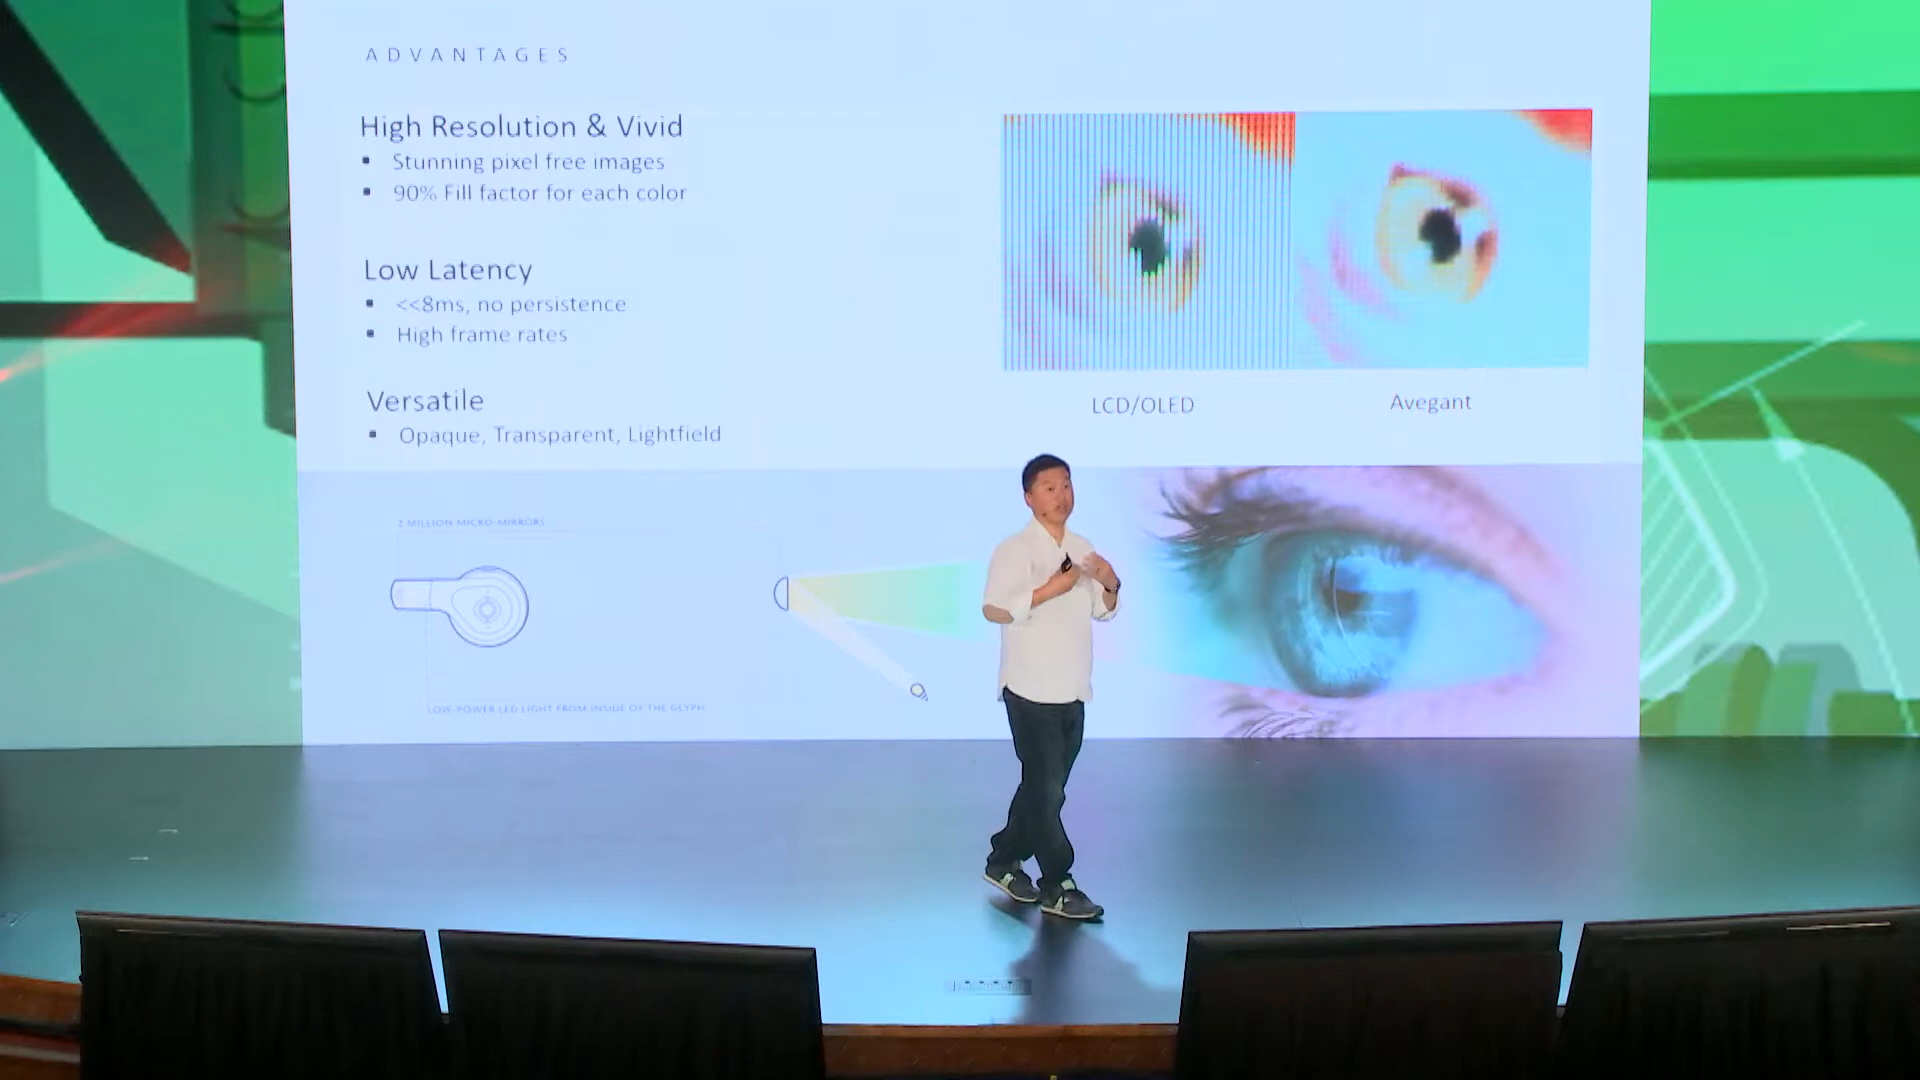 ADVANTAGES
High Resolution & Vivid
▪ Stunning pixel free images
▪ 90% Fill factor for each color
Low Latency
▪ <<8ms, no persistence
▪ High frame rates
Versatile
▪ Opaque, Transparent, Lightfield
LCD/OLED
Avegant
2 MILLION MICRO-MIRRORS
LOW-POWER LED LIGHT FROM INSIDE OF THE GLYPH